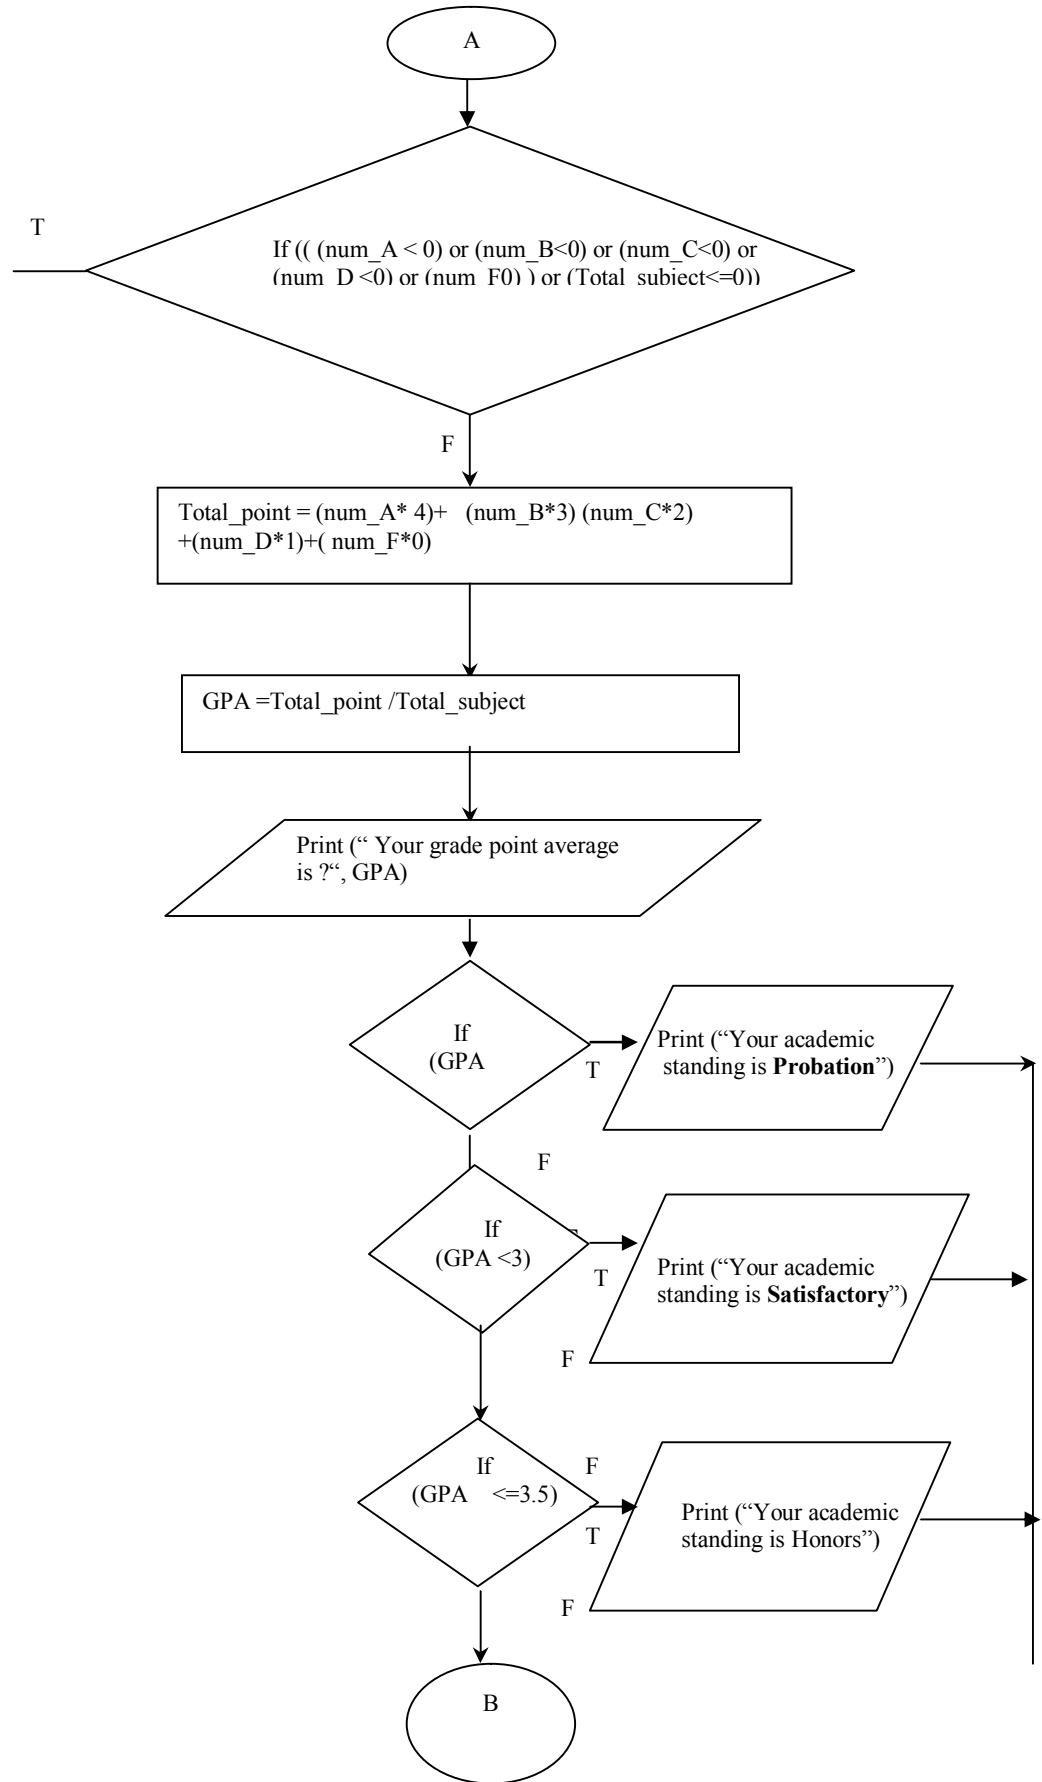 A
T
If (( (num_A < 0) or (num_B<0) or (num_C<0) or
(num_D <0) or (num_F0) ) or (Total_subject<=0))
F
Total_point = (num_A* 4)+ (num_B*3) (num_C*2)
+(num_D*1)+( num_F*0)
GPA =Total_point /Total_subject
Print (“ Your grade point average
is ?“, GPA)
If
(GPA
T
Print (“Your academic
standing is Probation”)
F
If
(GPA <3)
T
Print (“Your academic
standing is Satisfactory”)
F
If
(GPA <=3.5)
F
T
Print (“Your academic
standing is Honors”)
F
B